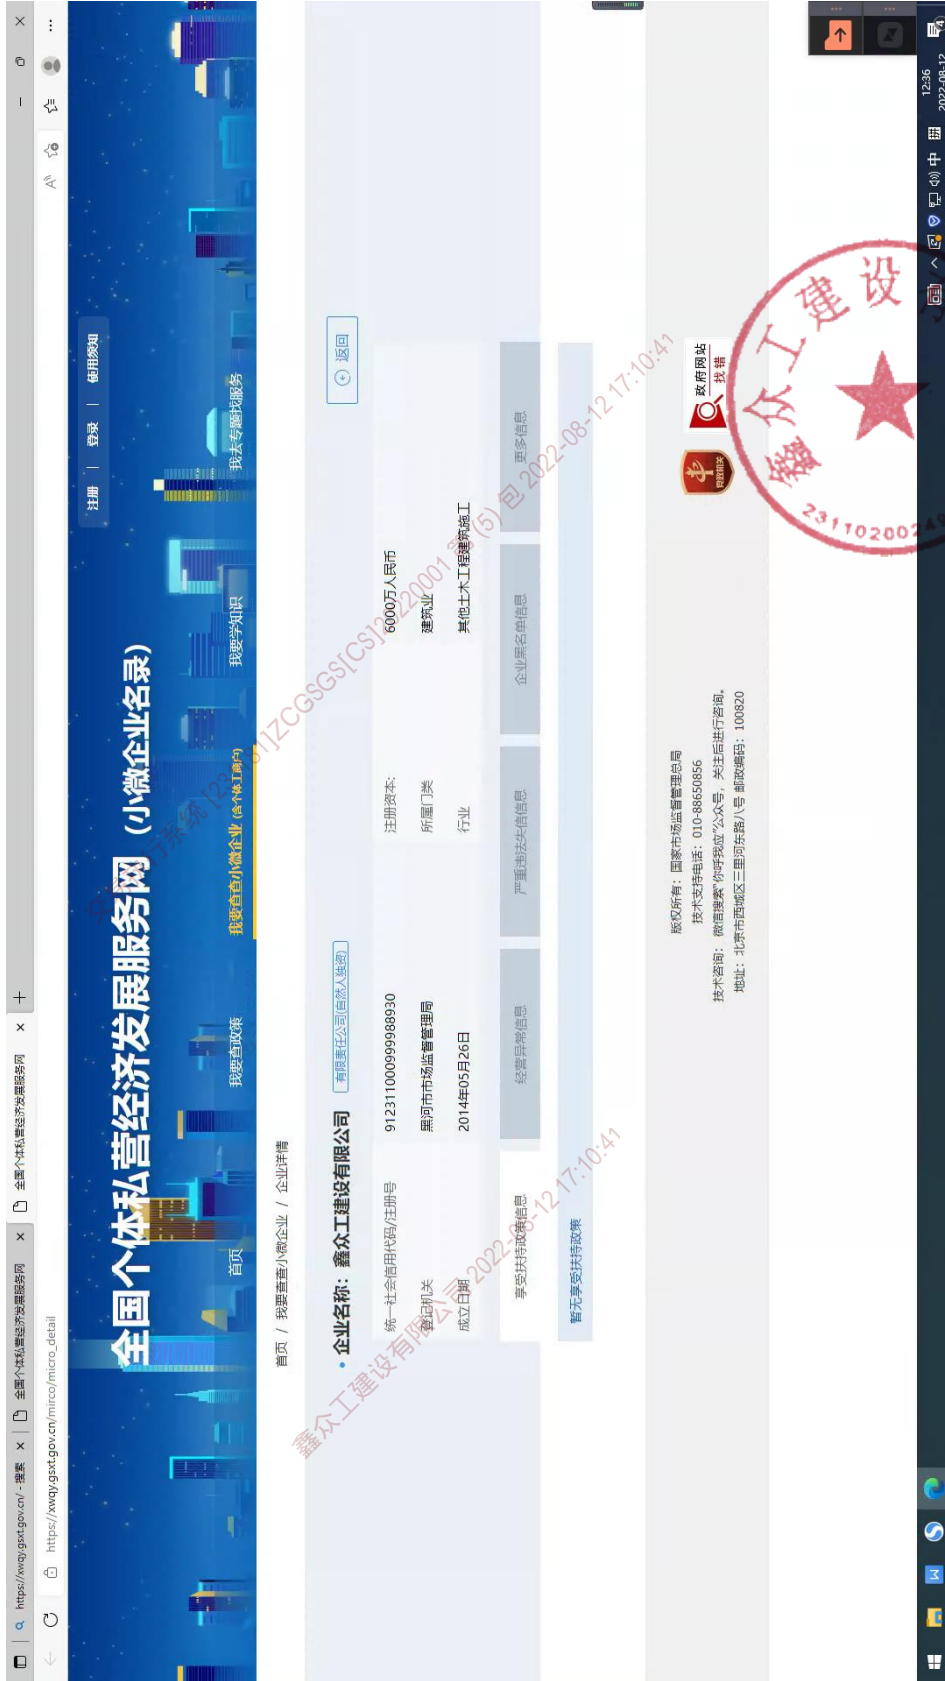 https://xwqy.gsxt.gov.cn/ - 搜索
全国个体私营经济发展服务网
全国个体私营经济发展服务网
https://xwqy.gsxt.gov.cn/mirco/micro_detail
注册 | 登录 | 使用须知
全国个体私营经济发展服务网 (小微企业名录)
首页
我要查政策
我要查查小微企业 (含个体工商户)
我要学知识
我去专题找服务
首页 / 我要查查小微企业 / 企业详情
企业名称: 鑫众工建设有限公司
有限责任公司(自然人独资)
返回
统一社会信用代码/注册号 912311000999988930 注册资本: 6000万人民币
登记机关 黑河市市场监督管理局 所属门类 建筑业
成立日期 2014年05月26日 行业 其他土木工程建筑施工
享受扶持政策信息
经营异常信息
严重违法失信信息
企业黑名单信息
更多信息
暂无享受扶持政策
版权所有: 国家市场监督管理总局
技术支持电话: 010-88650856
技术咨询: 微信搜索“你呼我应”公众号, 关注后进行咨询。
地址: 北京市西城区三里河东路八号 邮政编码: 100820
党政机关
政府网站
找错
鑫众工建设
鑫众工建设有限公司 2022-08-12 17:10:41
2022-08-12 17:10:41
中
12:36
2022-08-12